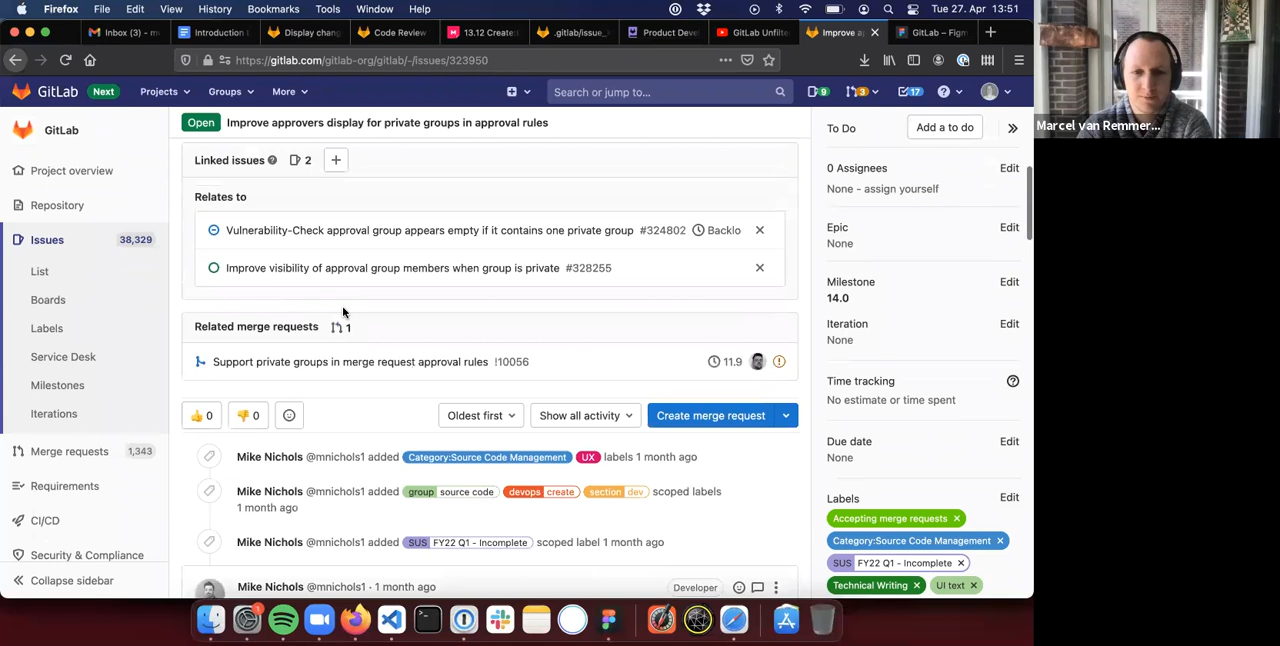 Firefox File Edit View History Bookmarks Tools Window Help Tue 27. Apr 13:51
Inbox (3) - m Introduction Display chan Code Review 13.12 Create .gitlab/issue_ Product Deve GitLab Unfilte Improve a GitLab – Figm
https://gitlab.com/gitlab-org/gitlab/-/issues/323950
GitLab Next Projects Groups More Search or jump to... 9 3 17
GitLab
Project overview
Repository
Issues 38,329
List
Boards
Labels
Service Desk
Milestones
Iterations
Merge requests 1,343
Requirements
CI/CD
Security & Compliance
Collapse sidebar
Open Improve approvers display for private groups in approval rules
Linked issues 2
Relates to
Vulnerability-Check approval group appears empty if it contains one private group #324802 Backlo
Improve visibility of approval group members when group is private #328255
Related merge requests 1
Support private groups in merge request approval rules !10056 11.9
0 0 Oldest first Show all activity Create merge request
Mike Nichols @mnichols1 added Category:Source Code Management UX labels 1 month ago
Mike Nichols @mnichols1 added group source code devops create section dev scoped labels
1 month ago
Mike Nichols @mnichols1 added SUS FY22 Q1 - Incomplete scoped label 1 month ago
Mike Nichols @mnichols1 · 1 month ago Developer
To Do Add a to do
0 Assignees Edit
None - assign yourself
Epic Edit
None
Milestone Edit
14.0
Iteration Edit
None
Time tracking
No estimate or time spent
Due date Edit
None
Labels Edit
Accepting merge requests
Category:Source Code Management
SUS FY22 Q1 - Incomplete
Technical Writing UI text
Marcel van Remmer...